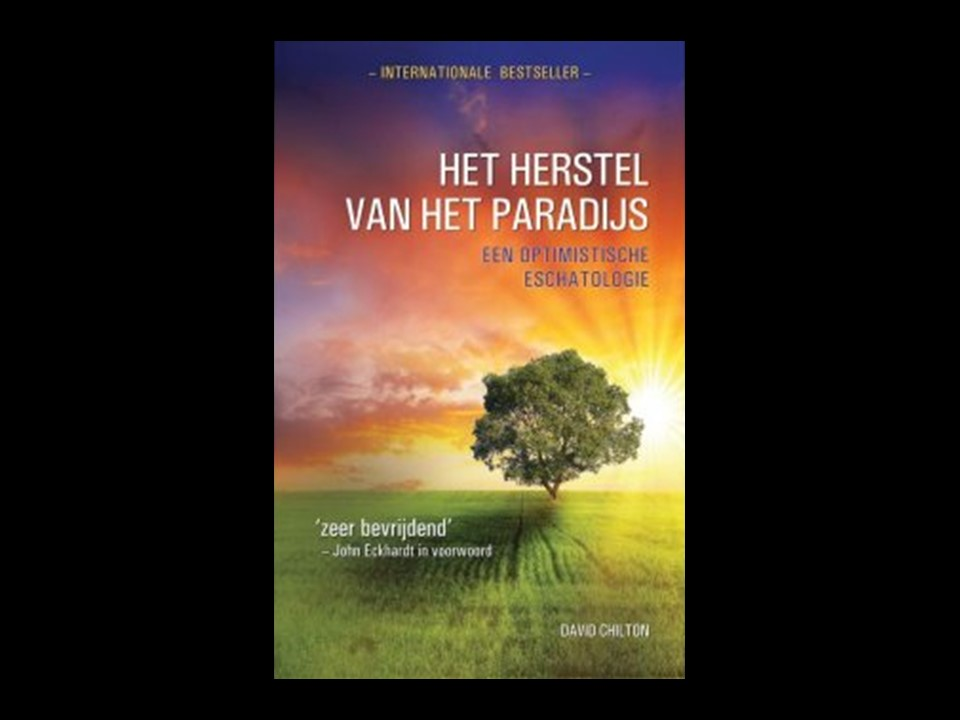 – INTERNATIONALE BESTSELLER –
HET HERSTEL
VAN HET PARADIJS
EEN OPTIMISTISCHE
ESCHATOLOGIE
'zeer bevrijdend'
– John Eckhardt in voorwoord
DAVID CHILTON